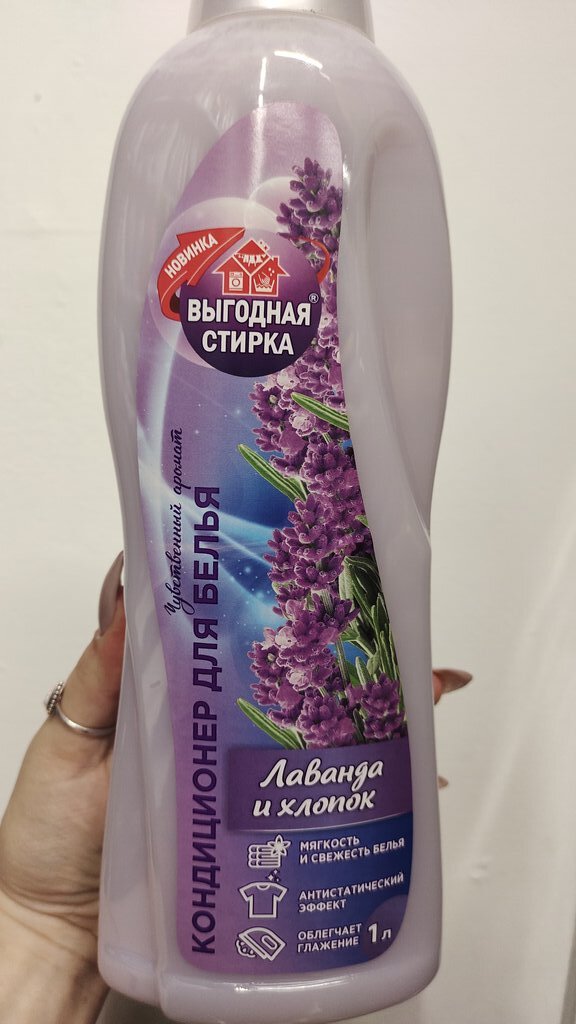 НОВИНКА
ВЫГОДНАЯ®
СТИРКА
Чувственный аромат
КОНДИЦИОНЕР ДЛЯ БЕЛЬЯ
Лаванда
и хлопок
МЯГКОСТЬ
И СВЕЖЕСТЬ БЕЛЬЯ
АНТИСТАТИЧЕСКИЙ
ЭФФЕКТ
ОБЛЕГЧАЕТ
ГЛАЖЕНИЕ
1 л